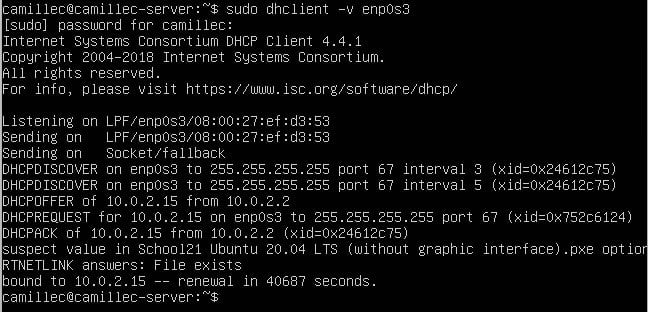 camillec@camillec-server:~$ sudo dhclient -v enp0s3
[sudo] password for camillec:
Internet Systems Consortium DHCP Client 4.4.1
Copyright 2004-2018 Internet Systems Consortium.
All rights reserved.
For info, please visit https://www.isc.org/software/dhcp/
Listening on LPF/enp0s3/08:00:27:ef:d3:53
Sending on   LPF/enp0s3/08:00:27:ef:d3:53
Sending on   Socket/fallback
DHCPDISCOVER on enp0s3 to 255.255.255.255 port 67 interval 3 (xid=0x24612c75)
DHCPDISCOVER on enp0s3 to 255.255.255.255 port 67 interval 5 (xid=0x24612c75)
DHCPOFFER of 10.0.2.15 from 10.0.2.2
DHCPREQUEST for 10.0.2.15 on enp0s3 to 255.255.255.255 port 67 (xid=0x752c6124)
DHCPACK of 10.0.2.15 from 10.0.2.2 (xid=0x24612c75)
suspect value in School21 Ubuntu 20.04 LTS (without graphic interface).pxe option
RTNETLINK answers: File exists
bound to 10.0.2.15 -- renewal in 40687 seconds.
camillec@camillec-server:~$